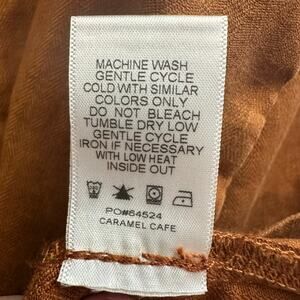 MACHINE WASH
GENTLE CYCLE
COLD WITH SIMILAR
COLORS ONLY
DO NOT BLEACH
TUMBLE DRY LOW
GENTLE CYCLE
IRON IF NECESSARY
WITH LOW HEAT
INSIDE OUT
PO#64524
CARAMEL CAFE